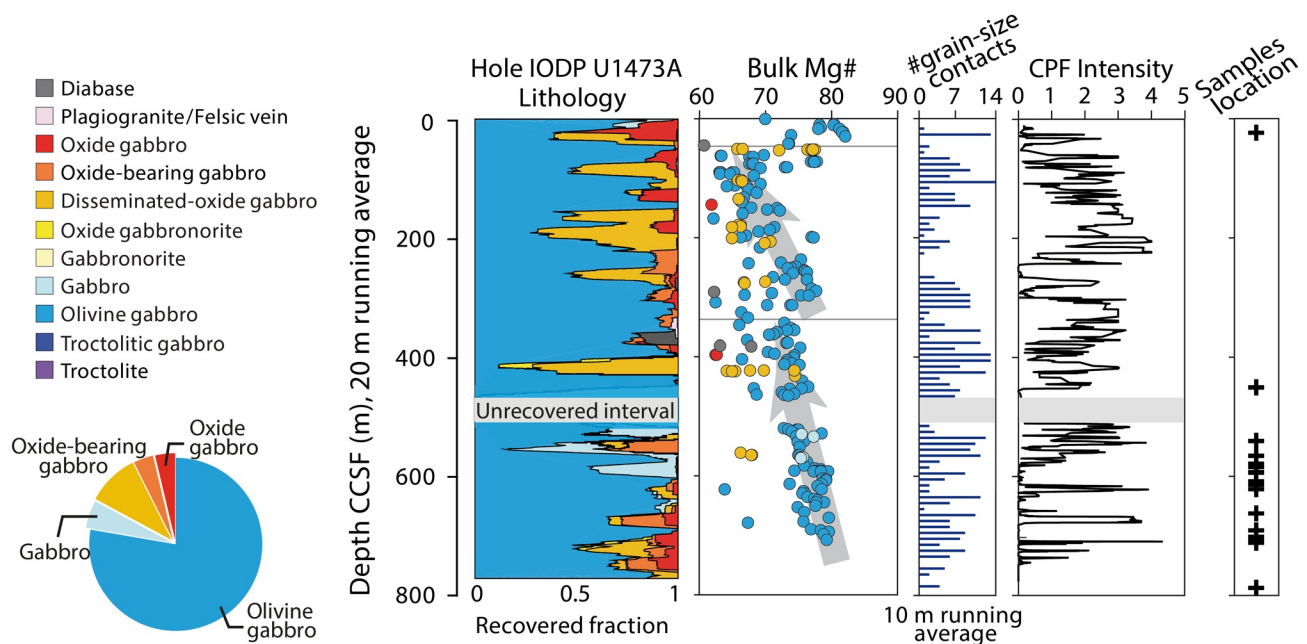 Hole IODP U1473A
Lithology
Bulk Mg#
#grain-size
contacts
CPF Intensity
Samples
location
60 70 80 90
0 7 14
0 1 2 3 4 5
Diabase
Plagiogranite/Felsic vein
Oxide gabbro
Oxide-bearing gabbro
Disseminated-oxide gabbro
Oxide gabbronorite
Gabbronorite
Gabbro
Olivine gabbro
Troctolitic gabbro
Troctolite
Depth CCSF (m), 20 m running average
0
200
400
600
800
Unrecovered interval
0 0.5 1
Recovered fraction
10 m running
average
Oxide
gabbro
Oxide-bearing
gabbro
Gabbro
Olivine
gabbro